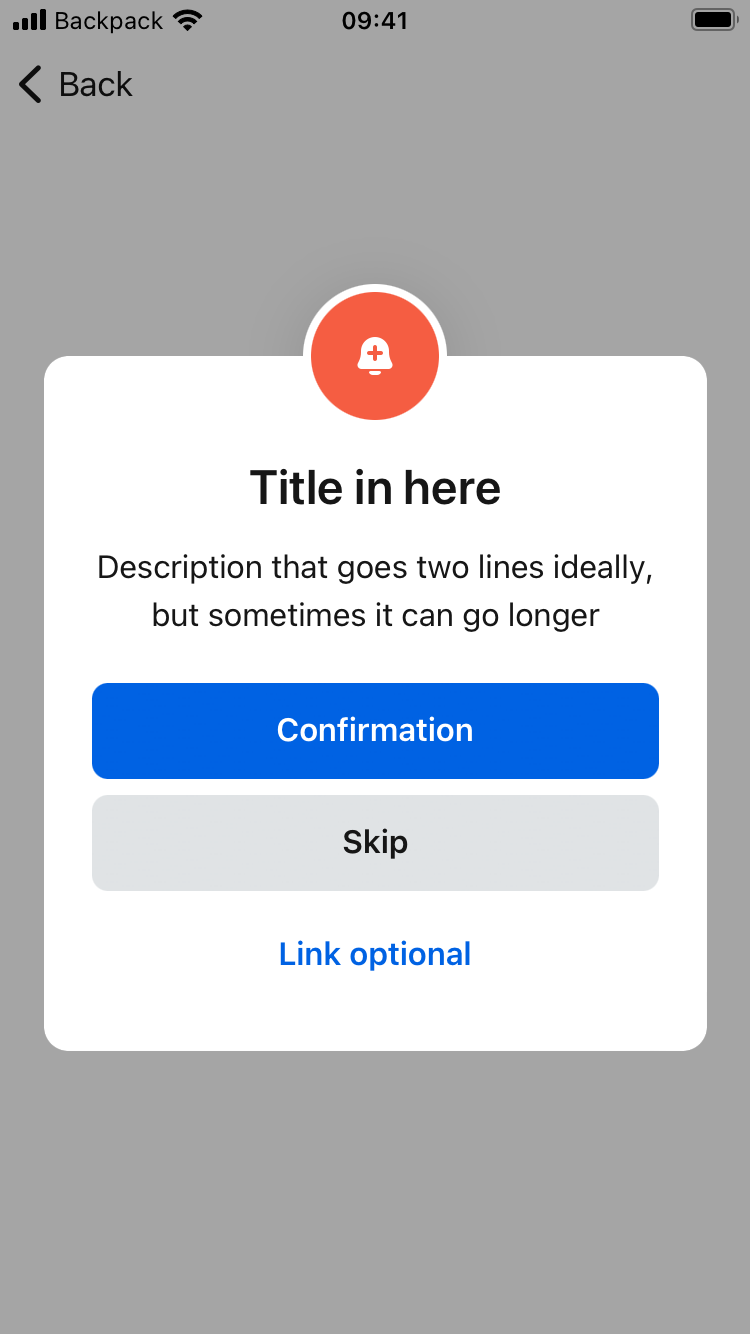 Backpack 09:41
Back
Title in here
Description that goes two lines ideally,
but sometimes it can go longer
Confirmation
Skip
Link optional